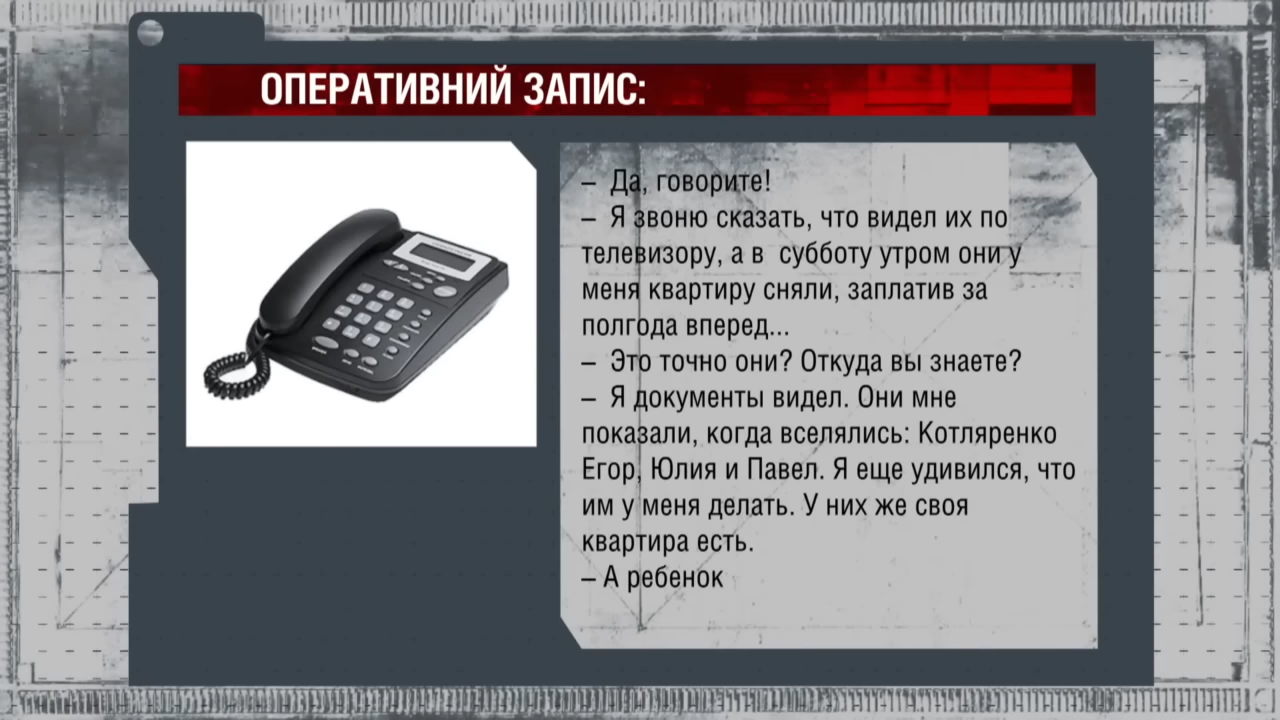 ОПЕРАТИВНИЙ ЗАПИС:
– Да, говорите!
– Я звоню сказать, что видел их по
телевизору, а в субботу утром они у
меня квартиру сняли, заплатив за
полгода вперед...
– Это точно они? Откуда вы знаете?
– Я документы видел. Они мне
показали, когда вселялись: Котляренко
Егор, Юлия и Павел. Я еще удивился, что
им у меня делать. У них же своя
квартира есть.
– А ребенок